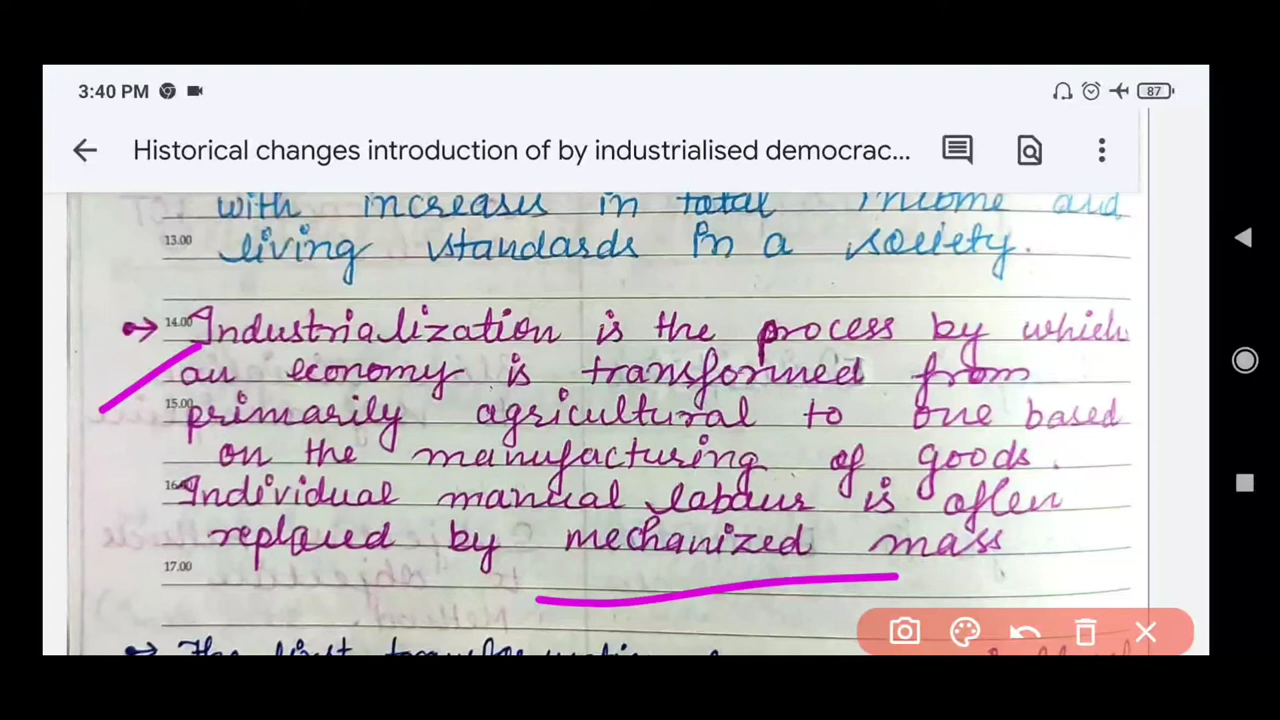 3:40 PM 87
Historical changes introduction of by industrialised democrac...
with increases in total income and
13.00
living standards in a society.
14.00
→ Industrialization is the process by which
an economy is transformed from
15.00
primarily agricultural to one based
on the manufacturing of goods.
16.00
Individual manual labour is often
replaced by mechanized mass
17.00
→ The first